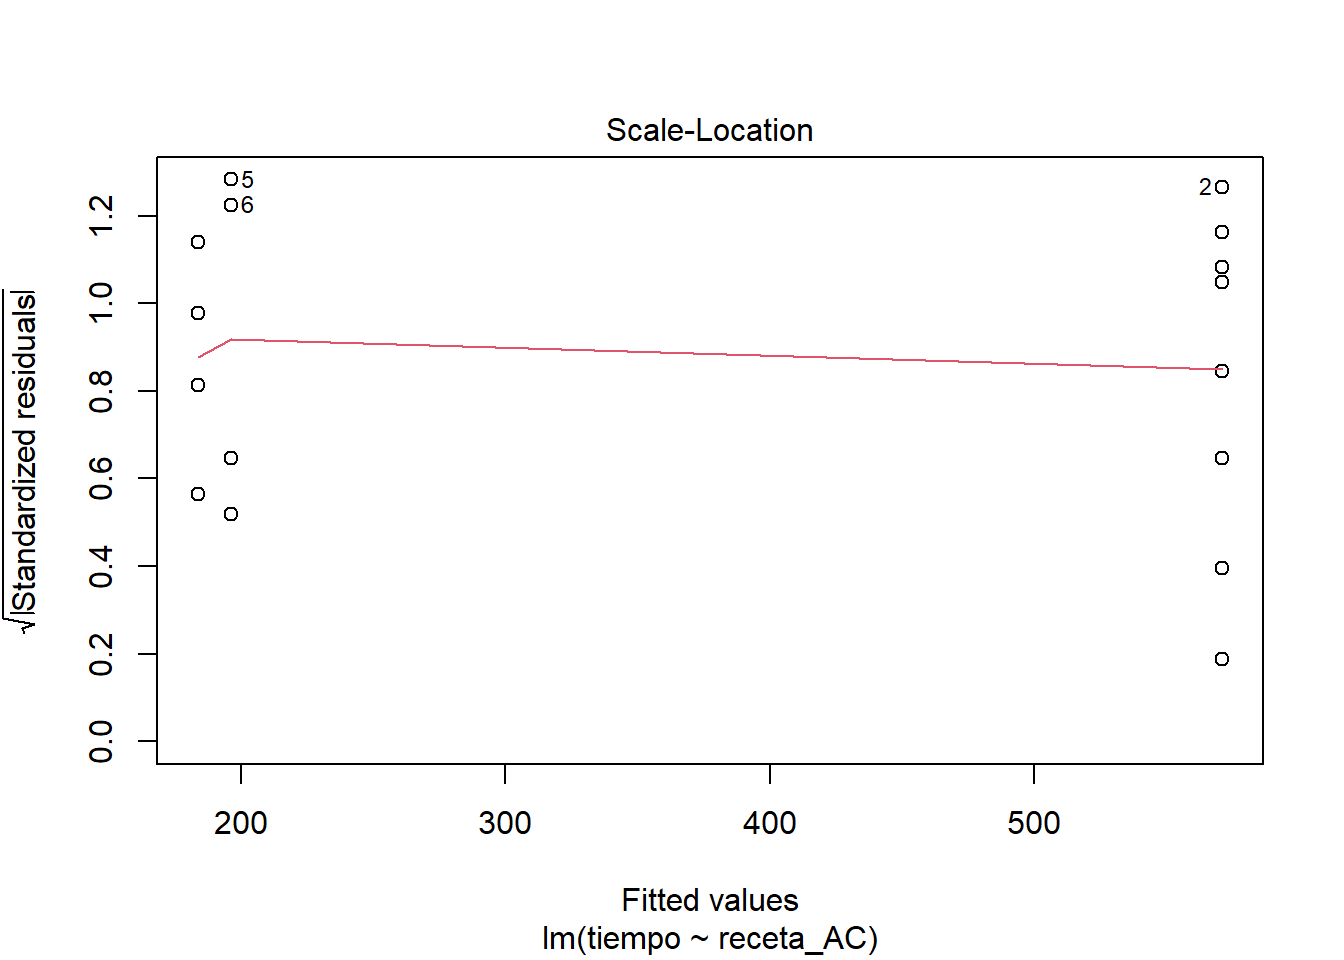 Scale-Location
√|Standardized residuals|
1.2
1.0
0.8
0.6
0.4
0.2
0.0
5
6
2
200 300 400 500
Fitted values
lm(tiempo ~ receta_AC)